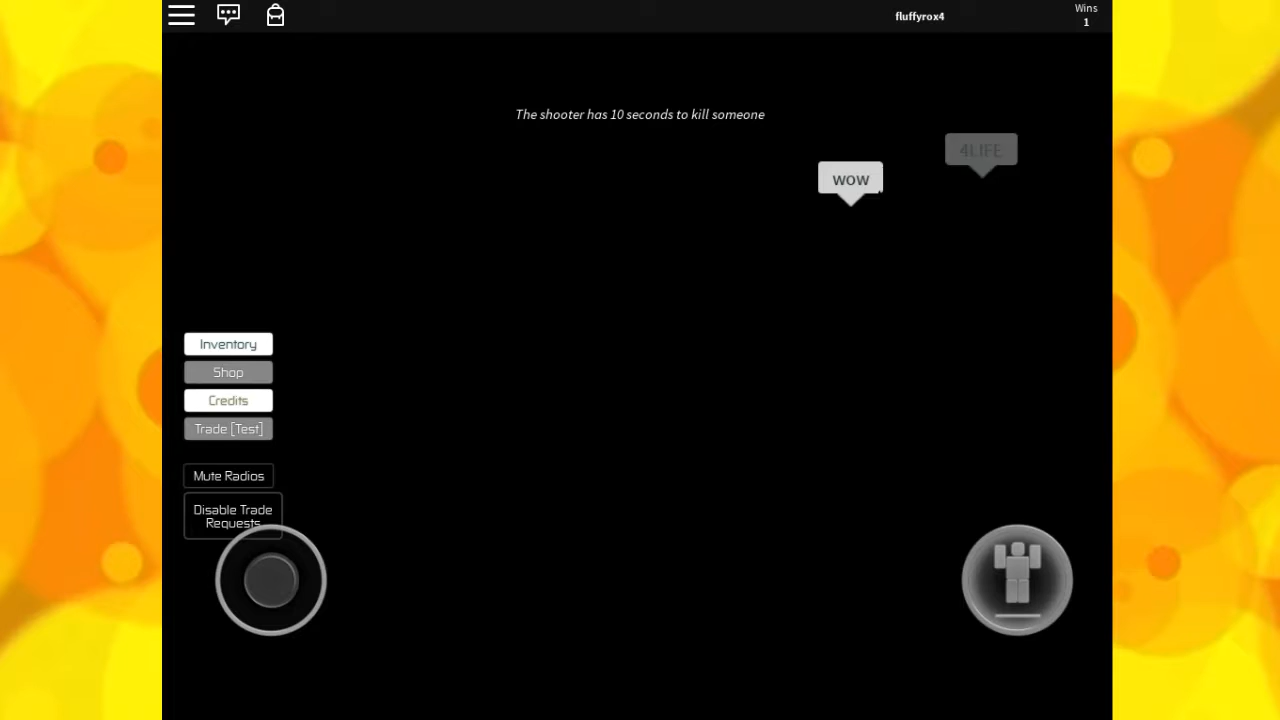 fluffyrox4
Wins
1
The shooter has 10 seconds to kill someone
4LIFE
wow
Inventory
Shop
Credits
Trade [Test]
Mute Radios
Disable Trade
Requests